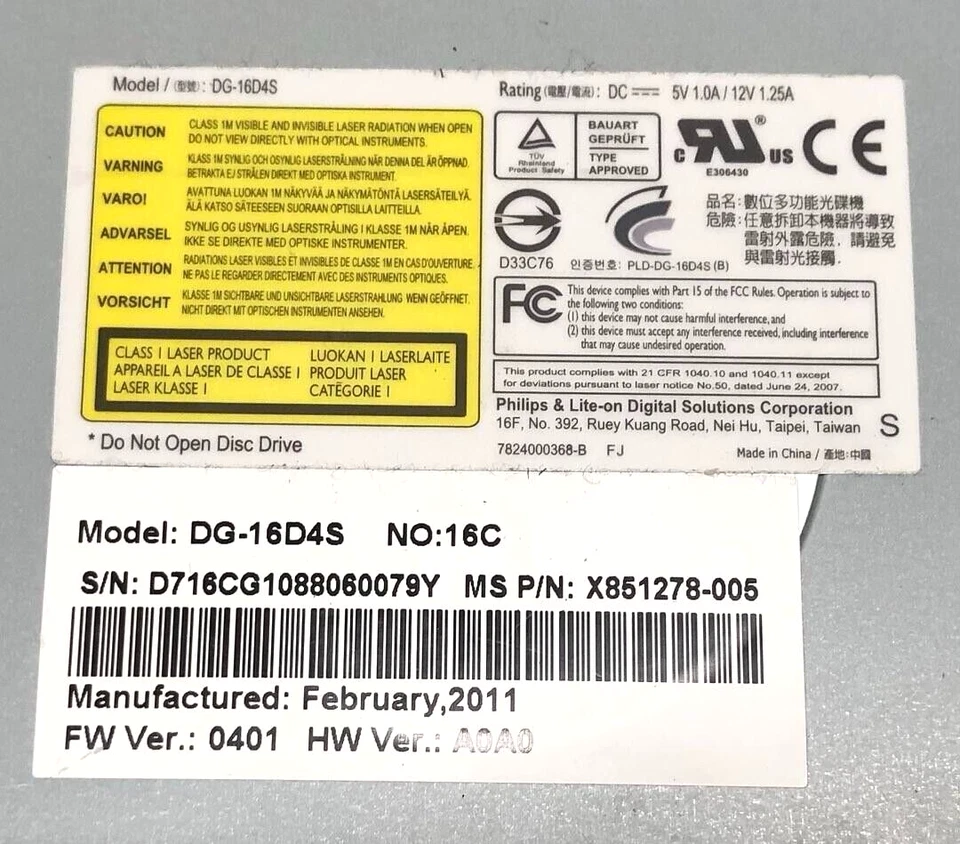 Model / (型號): DG-16D4S
Rating(電壓/電流): DC 5V 1.0A / 12V 1.25A
CAUTION CLASS 1M VISIBLE AND INVISIBLE LASER RADIATION WHEN OPEN
DO NOT VIEW DIRECTLY WITH OPTICAL INSTRUMENTS.
VARNING KLASS 1M SYNLIG OCH OSYNLIG LASERSTRÅLNING NÄR DENNA DEL ÄR ÖPPNAD.
BETRAKTA EJ STRÅLEN DIREKT MED OPTISKA INSTRUMENT.
VARO! AVATTUNA LUOKAN 1M NÄKYVÄÄ JA NÄKYMÄTÖNTÄ LASERSÄTEILYÄ.
ÄLÄ KATSO SÄTEESEEN SUORAAN OPTISILLA LAITTEILLA.
ADVARSEL SYNLIG OG USYNLIG LASERSTRÅLING I KLASSE 1M NÅR ÅPEN.
IKKE SE DIREKTE MED OPTISKE INSTRUMENTER.
ATTENTION RADIATIONS LASER VISIBLES ET INVISIBLES DE CLASSE 1M EN CAS D'OUVERTURE.
NE PAS LE REGARDER DIRECTEMENT AVEC DES INSTRUMENTS OPTIQUES.
VORSICHT KLASSE 1M SICHTBARE UND UNSICHTBARE LASERSTRAHLUNG WENN GEÖFFNET.
NICHT DIREKT MIT OPTISCHEN INSTRUMENTEN ANSEHEN.
CLASS 1 LASER PRODUCT LUOKAN 1 LASERLAITE
APPAREIL A LASER DE CLASSE 1 PRODUIT LASER
LASER KLASSE 1 CATËGORIE 1
* Do Not Open Disc Drive
TÜV
Rheinland
Product Safety
BAUART
GEPRÜFT
TYPE
APPROVED
c RU ® US
E306430
CE
D33C76
인증번호: PLD-DG-16D4S (B)
品名:數位多功能光碟機
危險:任意拆卸本機器將導致
雷射外露危險，請避免
與雷射光接觸.
FC This device complies with Part 15 of the FCC Rules. Operation is subject to
the following two conditions:
(1) this device may not cause harmful interference, and
(2) this device must accept any interference received, including interference
that may cause undesired operation.
This product complies with 21 CFR 1040.10 and 1040.11 except
for deviations pursuant to laser notice No.50, dated June 24, 2007.
Philips & Lite-on Digital Solutions Corporation
16F, No. 392, Ruey Kuang Road, Nei Hu, Taipei, Taiwan S
7824000368-B FJ Made in China / 產地:中國
Model: DG-16D4S NO:16C
S/N: D716CG1088060079Y MS P/N: X851278-005
Manufactured: February,2011
FW Ver.: 0401 HW Ver.: A0A0